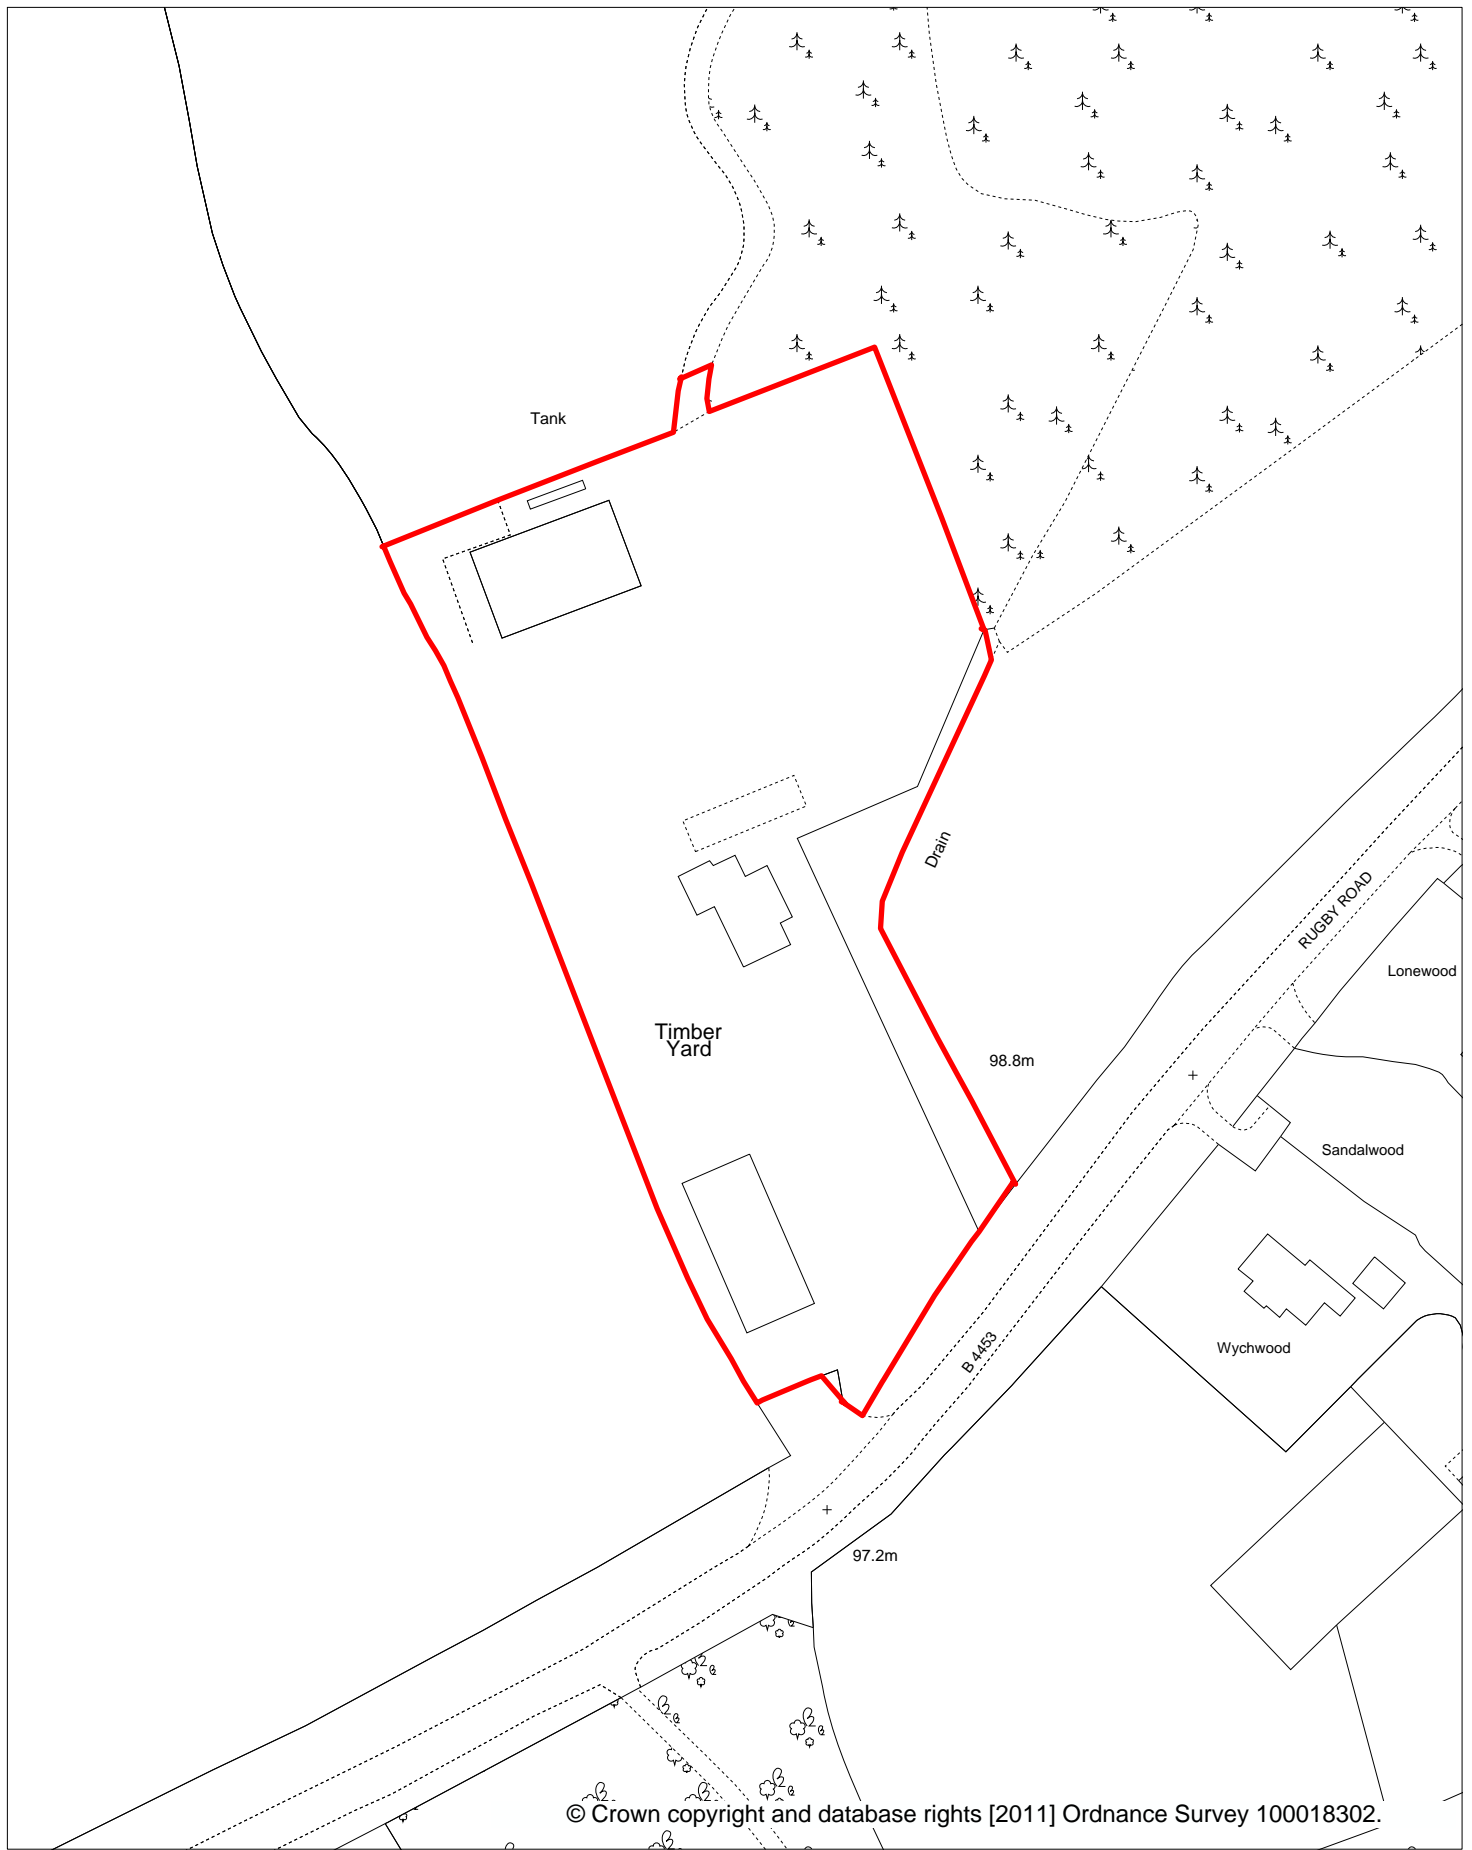 Tank
Drain
RUGBY ROAD
Lonewood
Timber
Yard
98.8m
Sandalwood
B 4453
Wychwood
97.2m
© Crown copyright and database rights [2011] Ordnance Survey 100018302.